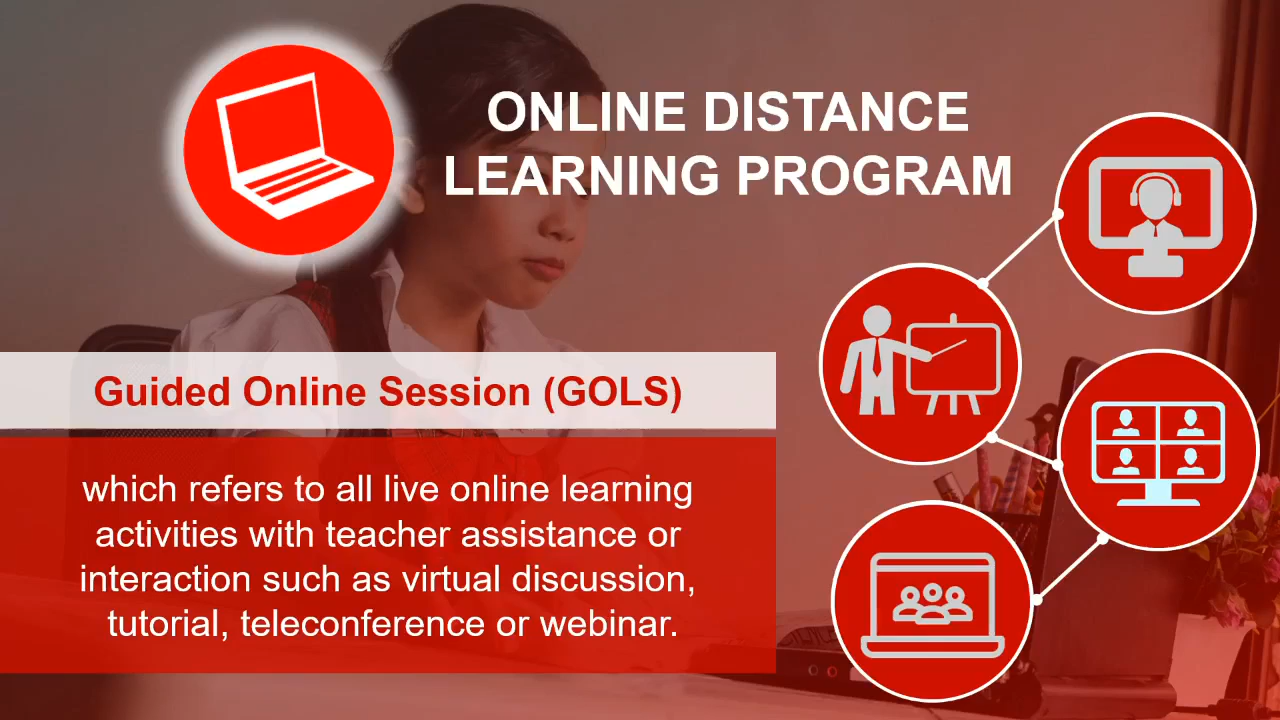 ONLINE DISTANCE
LEARNING PROGRAM
Guided Online Session (GOLS)
which refers to all live online learning
activities with teacher assistance or
interaction such as virtual discussion,
tutorial, teleconference or webinar.